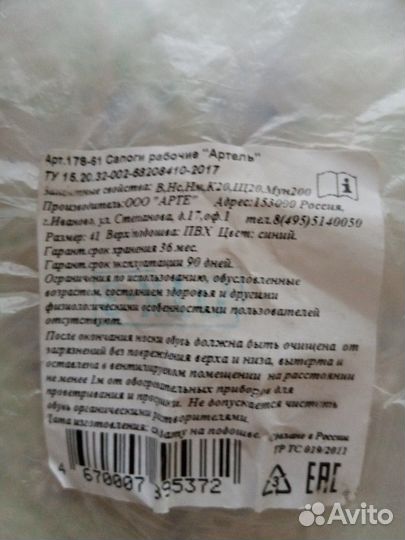 Арт.178-61 Сапоги рабочие "Артель"
ТУ 15.20.32-002-68208410-2017
Защитные свойства: В,Нс,Нм,К20,Щ20,Мун200
Производитель:ООО "АРТЕ" Адрес:153000 Россия,
г.Иваново, ул. Степанова, д.17,оф.1 тел.8(495)5140050
Размер: 41 Верх/подошва: ПВХ Цвет: синий.
Гарант.срок хранения 36 мес.
Гарант.срок эксплуатации 90 дней.
Ограничения по использованию, обусловленные
возрастом, состоянием здоровья и другими
физиологическими особенностями пользователей
отсутствуют.
После окончания носки обувь должна быть очищена от
загрязнений без повреждения верха и низа, вытерта и
оставлена в вентилируемом помещении на расстоянии
не менее 1м от обогревательных приборов для
проветривания и просушки. Не допускается чистить
обувь органическими растворителями.
Дата изготовления: дату на подошве. Сделано в России
ТР ТС 019/2011
4 670007 395372
3
EAC
Avito